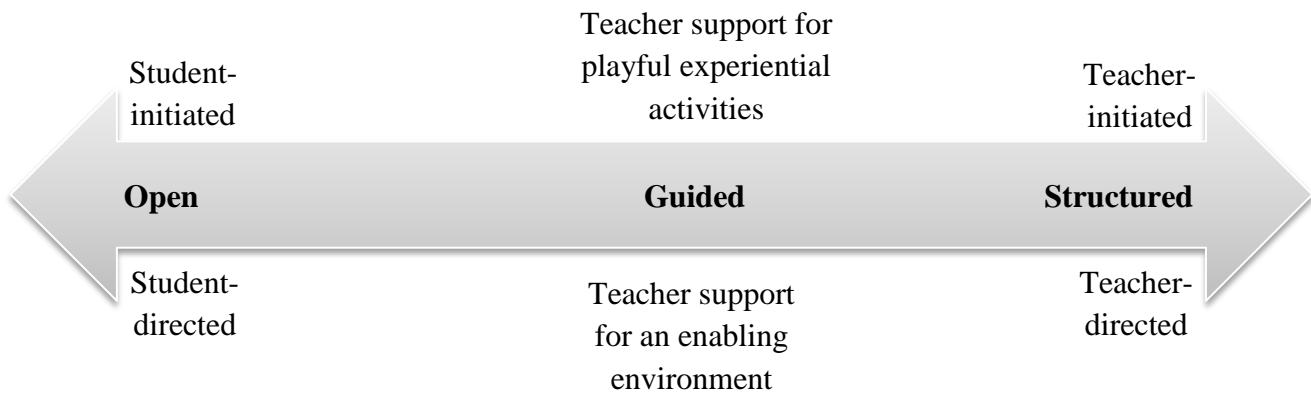 Teacher support for
playful experiential
activities
Student-
initiated
Teacher-
initiated
Open
Guided
Structured
Student-
directed
Teacher support
for an enabling
environment
Teacher-
directed